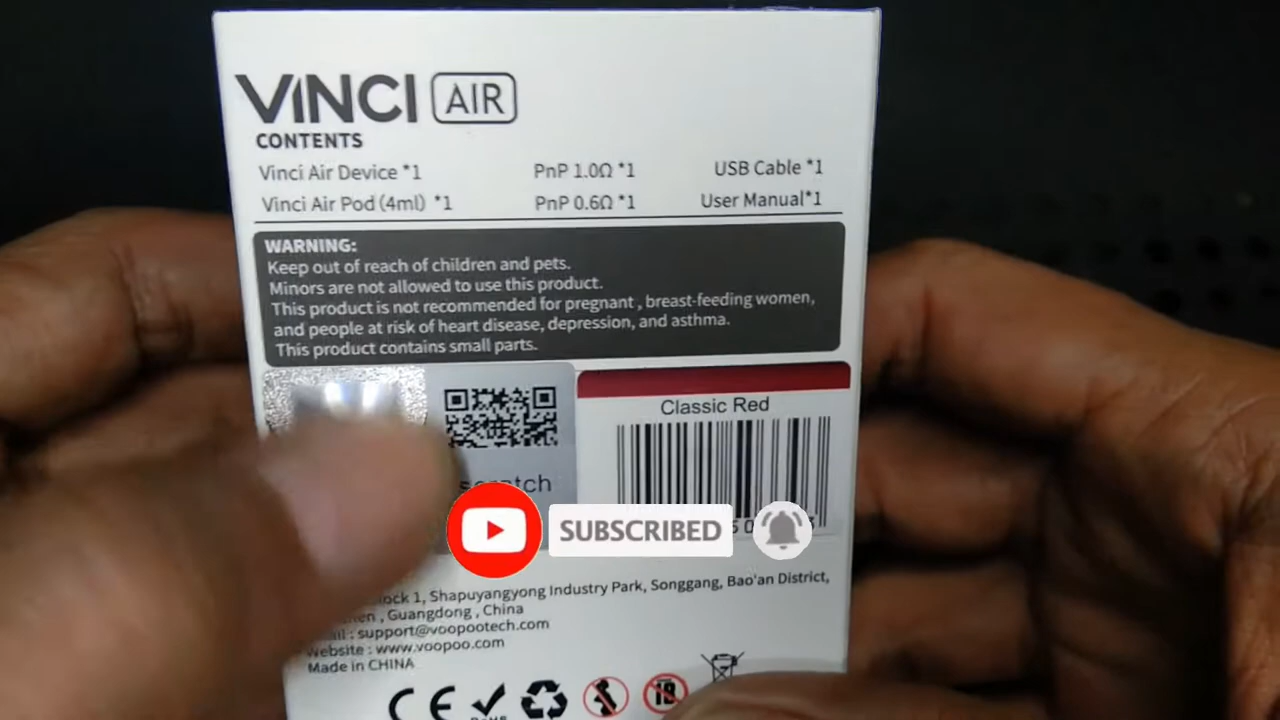 VINCI AIR
CONTENTS
Vinci Air Device *1 PnP 1.0Ω *1 USB Cable *1
Vinci Air Pod (4ml) *1 PnP 0.6Ω *1 User Manual*1
WARNING:
Keep out of reach of children and pets.
Minors are not allowed to use this product.
This product is not recommended for pregnant , breast-feeding women,
and people at risk of heart disease, depression, and asthma.
This product contains small parts.
Classic Red
scratch
SUBSCRIBED
1, Shapuyangyong Industry Park, Songgang, Bao'an District,
, Guangdong , China
: support@voopootech.com
Website : www.voopoo.com
Made in CHINA
CE 18